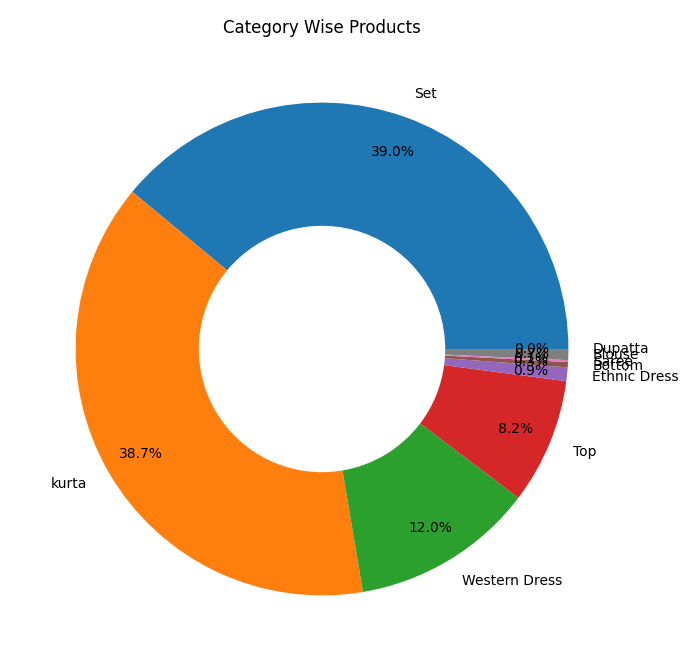 Category Wise Products
Set
39.0%
kurta
38.7%
Western Dress
12.0%
Top
8.2%
Ethnic Dress
0.9%
Bottom
Saree
Blouse
Dupatta
0.0%